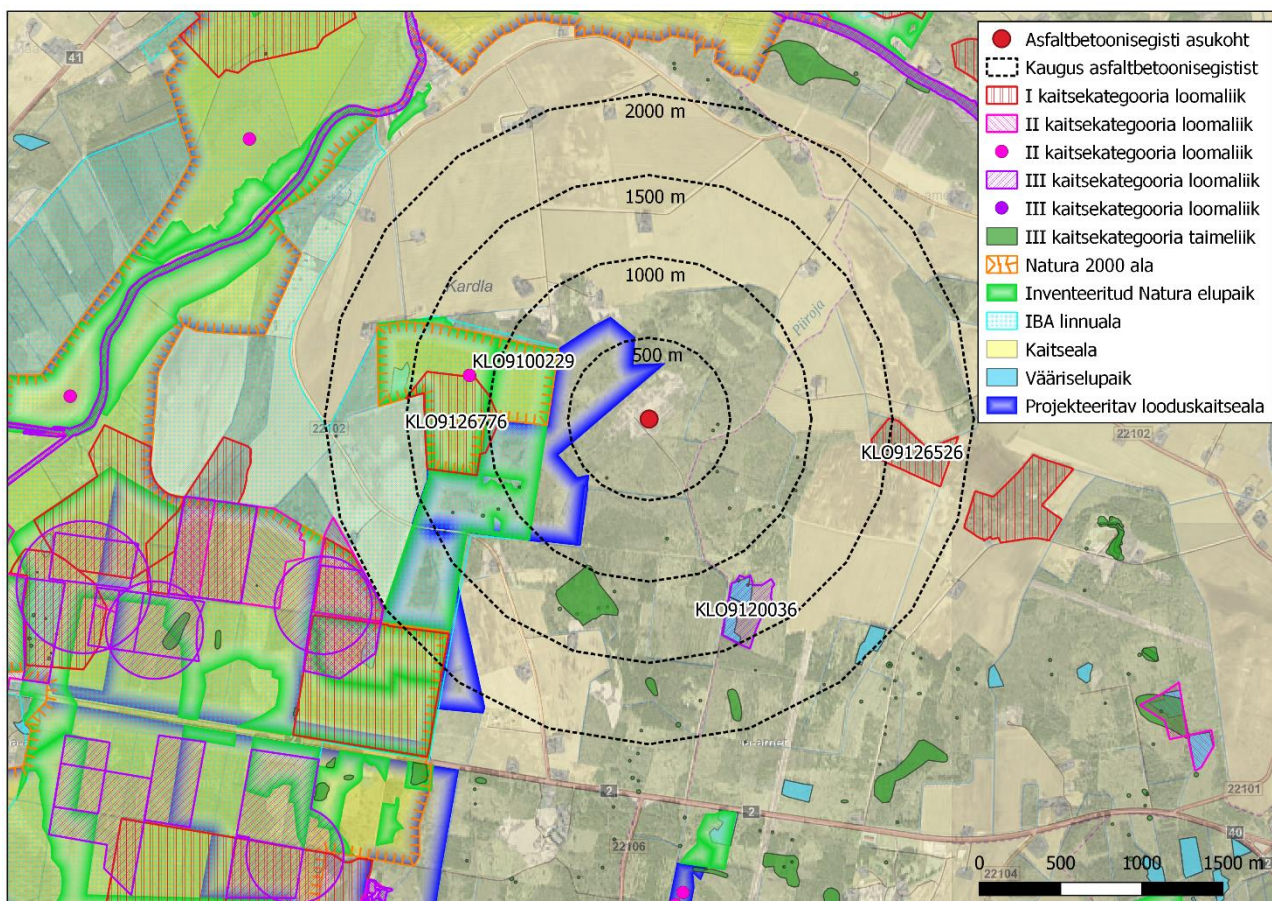 41
2000 m
1500 m
1000 m
500 m
Kardla
Piiroja
KLO9100229
KLO9126776
KLO9126526
KLO9120036
22102
22102
2
2
22106
22101
40
22104
Asfaltbetoonisegisti asukoht
Kaugus asfaltbetoonisegistist
I kaitsekategooria loomaliik
II kaitsekategooria loomaliik
II kaitsekategooria loomaliik
III kaitsekategooria loomaliik
III kaitsekategooria loomaliik
III kaitsekategooria taimeliik
Natura 2000 ala
Inventeeritud Natura elupaik
IBA linnuala
Kaitseala
Vääriselupaik
Projekteeritav looduskaitseala
0 500 1000 1500 m